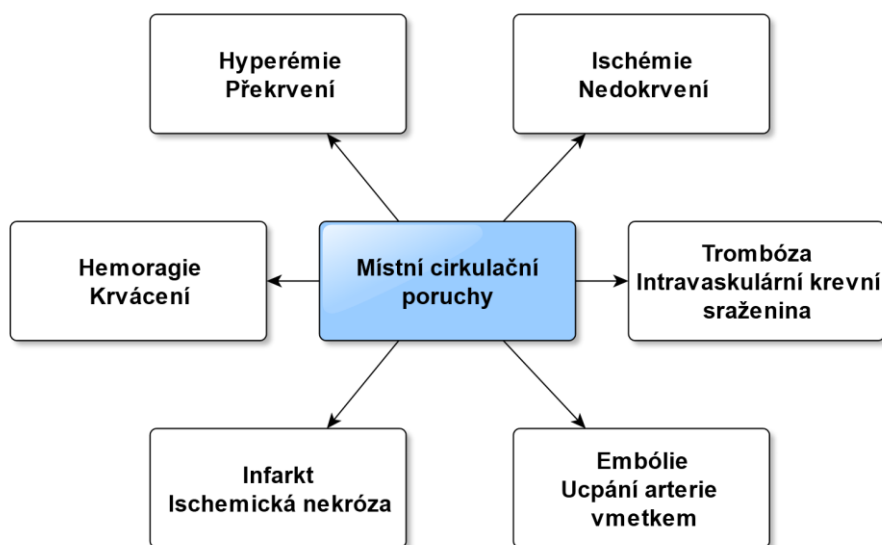 Hyperémie
Překrvení
Ischémie
Nedokrvení
Hemoragie
Krvácení
Místní cirkulační
poruchy
Trombóza
Intravaskulární krevní
sraženina
Infarkt
Ischemická nekróza
Embólie
Ucpání arterie
vmetkem